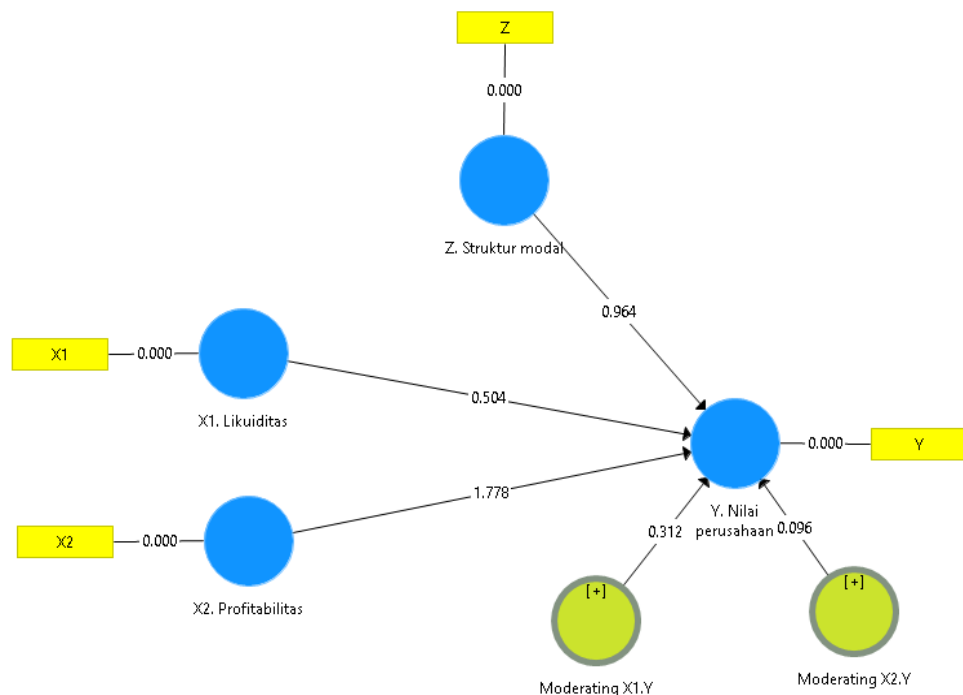 Z
0.000
Z. Struktur modal
0.964
X1
0.000
X1. Likuiditas
0.504
Y
0.000
Y. Nilai
perusahaan
X2
0.000
X2. Profitabilitas
1.778
0.312
0.096
[+]
Moderating X1.Y
[+]
Moderating X2.Y